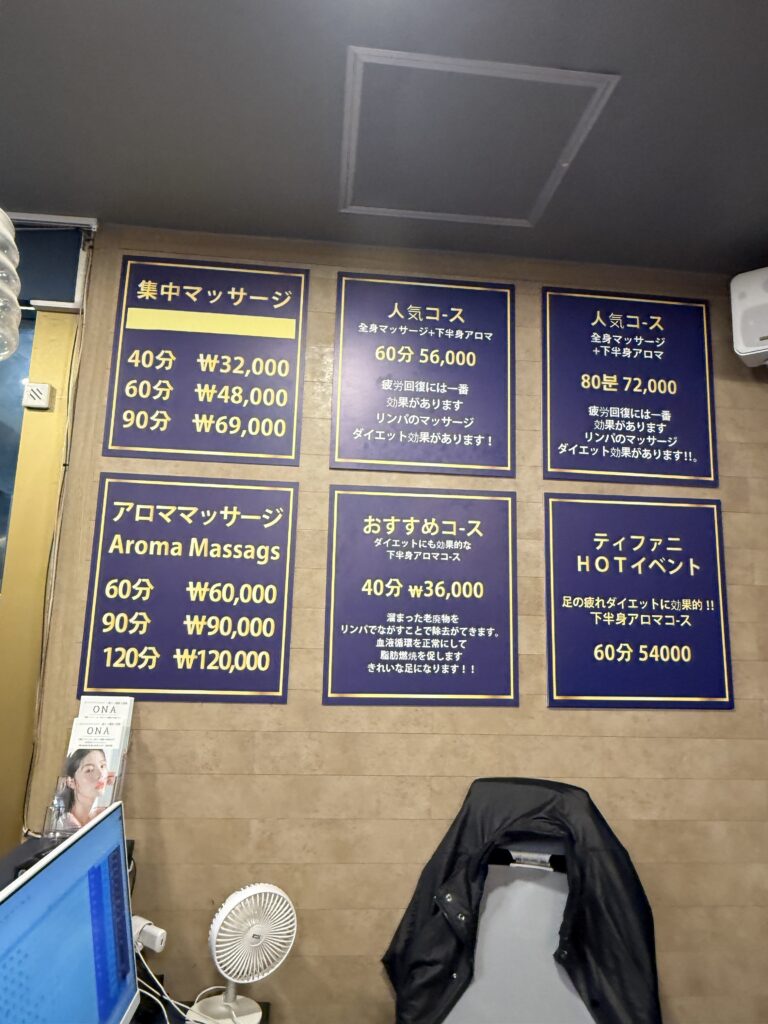 集中マッサージ
40分 ₩32,000
60分 ₩48,000
90分 ₩69,000
人気コ-ス
全身マッサージ+下半身アロマ
60分 56,000
疲労回復には一番
効果があります
リンパのマッサージ
ダイエット効果があります！
人気コ-ス
全身マッサージ
+下半身アロマ
80분 72,000
疲労回復には一番
効果があります
リンパのマッサージ
ダイエット効果があります!!。
アロママッサージ
Aroma Massags
60分 ₩60,000
90分 ₩90,000
120分 ₩120,000
おすすめコ-ス
ダイエットにも効果的な
下半身アロマコ-ス
40分 ₩36,000
溜まった老廃物を
リンパでながすことで除去ができます。
血液循環を正常にして
脂肪燃焼を促します
きれいな足になります！！
ティファニ
HOTイベント
足の疲れダイエットに効果的!!
下半身アロマコ-ス
60分 54000
ONA
ONA